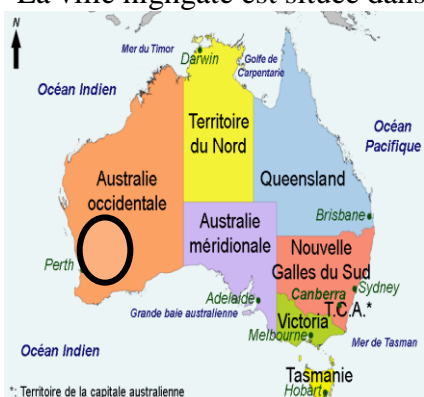 La ville highgate est située dans
N
Mer du Timor
Darwin
Golfe de
Carpentarie
Océan Indien
Territoire
du Nord
Océan
Pacifique
Australie
occidentale
Queensland
Australie
méridionale
Brisbane
Nouvelle
Galles du Sud
Perth
Adelaide
Canberra
Sydney
T.C.A.*
Grande baie australienne
Victoria
Melbourne
Mer de Tasman
Océan Indien
Tasmanie
Hobart
*: Territoire de la capitale australienne